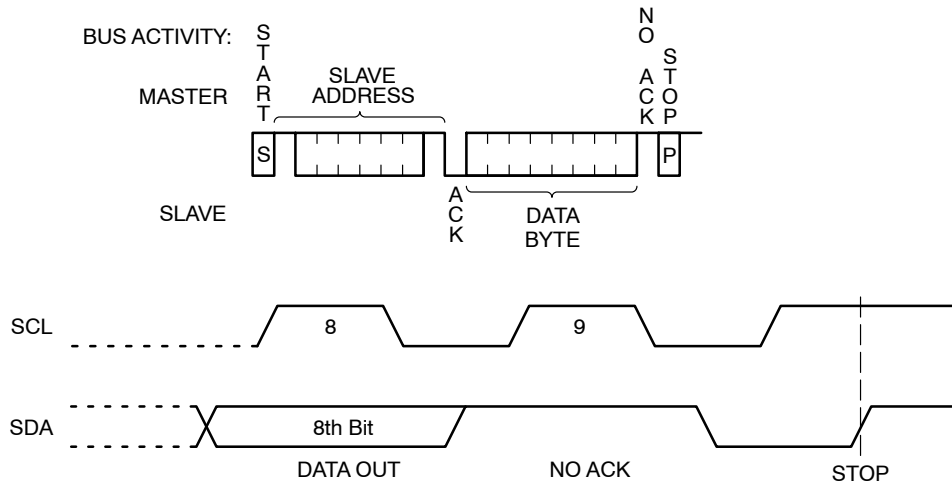 BUS ACTIVITY:
MASTER
START
SLAVE
ADDRESS
NO ACK
STOP
S
P
SLAVE
ACK
DATA
BYTE
SCL
8
9
SDA
8th Bit
DATA OUT
NO ACK
STOP